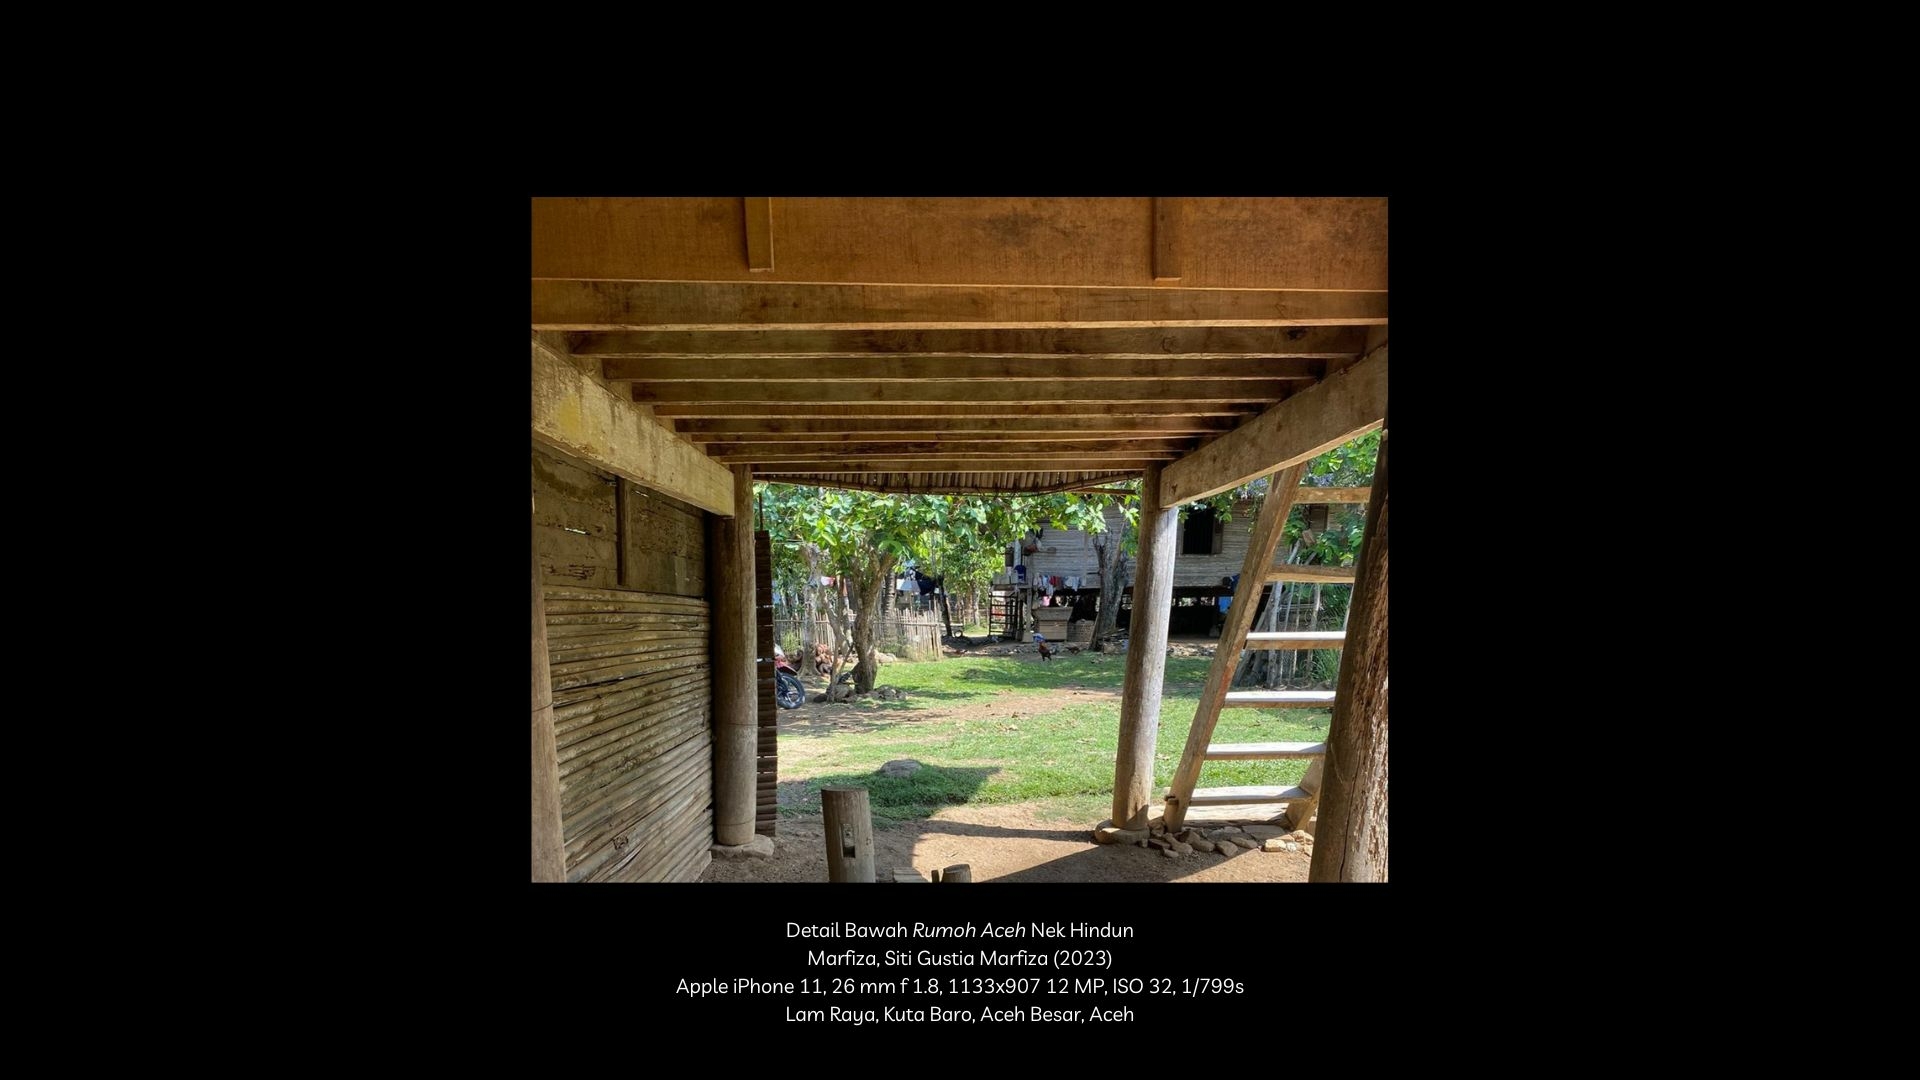 Detail Bawah Rumoh Aceh Nek Hindun
Marfiza, Siti Gustia Marfiza (2023)
Apple iPhone 11, 26 mm f 1.8, 1133x907 12 MP, ISO 32, 1/799s
Lam Raya, Kuta Baro, Aceh Besar, Aceh